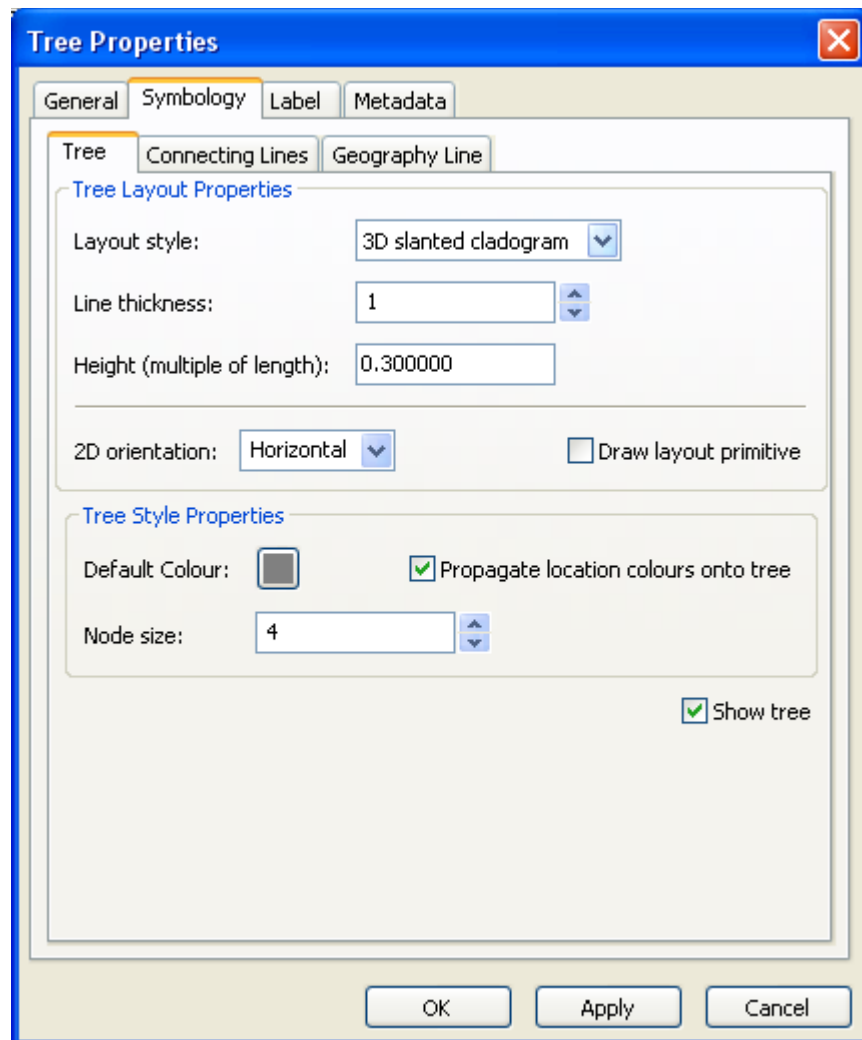 Tree Properties
General Symbology Label Metadata
Tree Connecting Lines Geography Line
Tree Layout Properties
Layout style: 3D slanted cladogram
Line thickness: 1
Height (multiple of length): 0.300000
2D orientation: Horizontal Draw layout primitive
Tree Style Properties
Default Colour: Propagate location colours onto tree
Node size: 4
Show tree
OK Apply Cancel